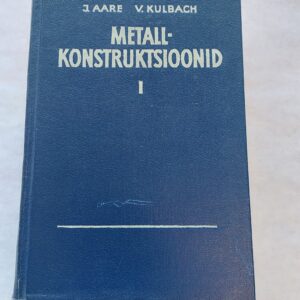 J. AARE V. KULBACH
METALL-
KONSTRUKTSIOONID
I